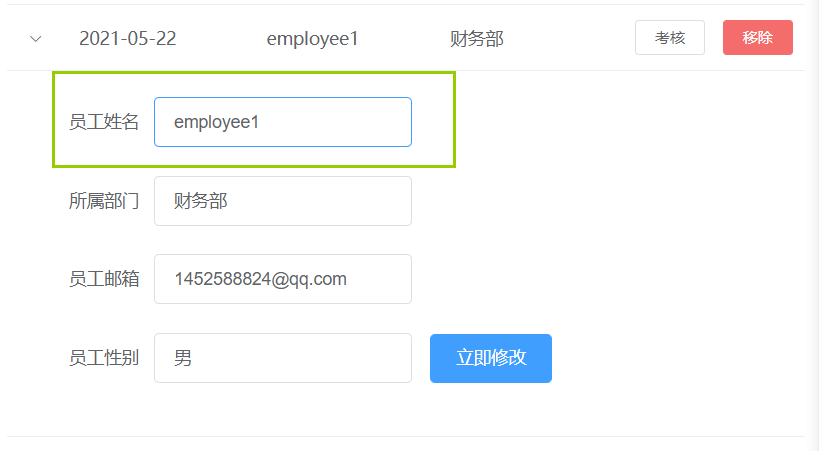 2021-05-22 employee1 财务部 考核 移除
员工姓名 employee1
所属部门 财务部
员工邮箱 1452588824@qq.com
员工性别 男 立即修改